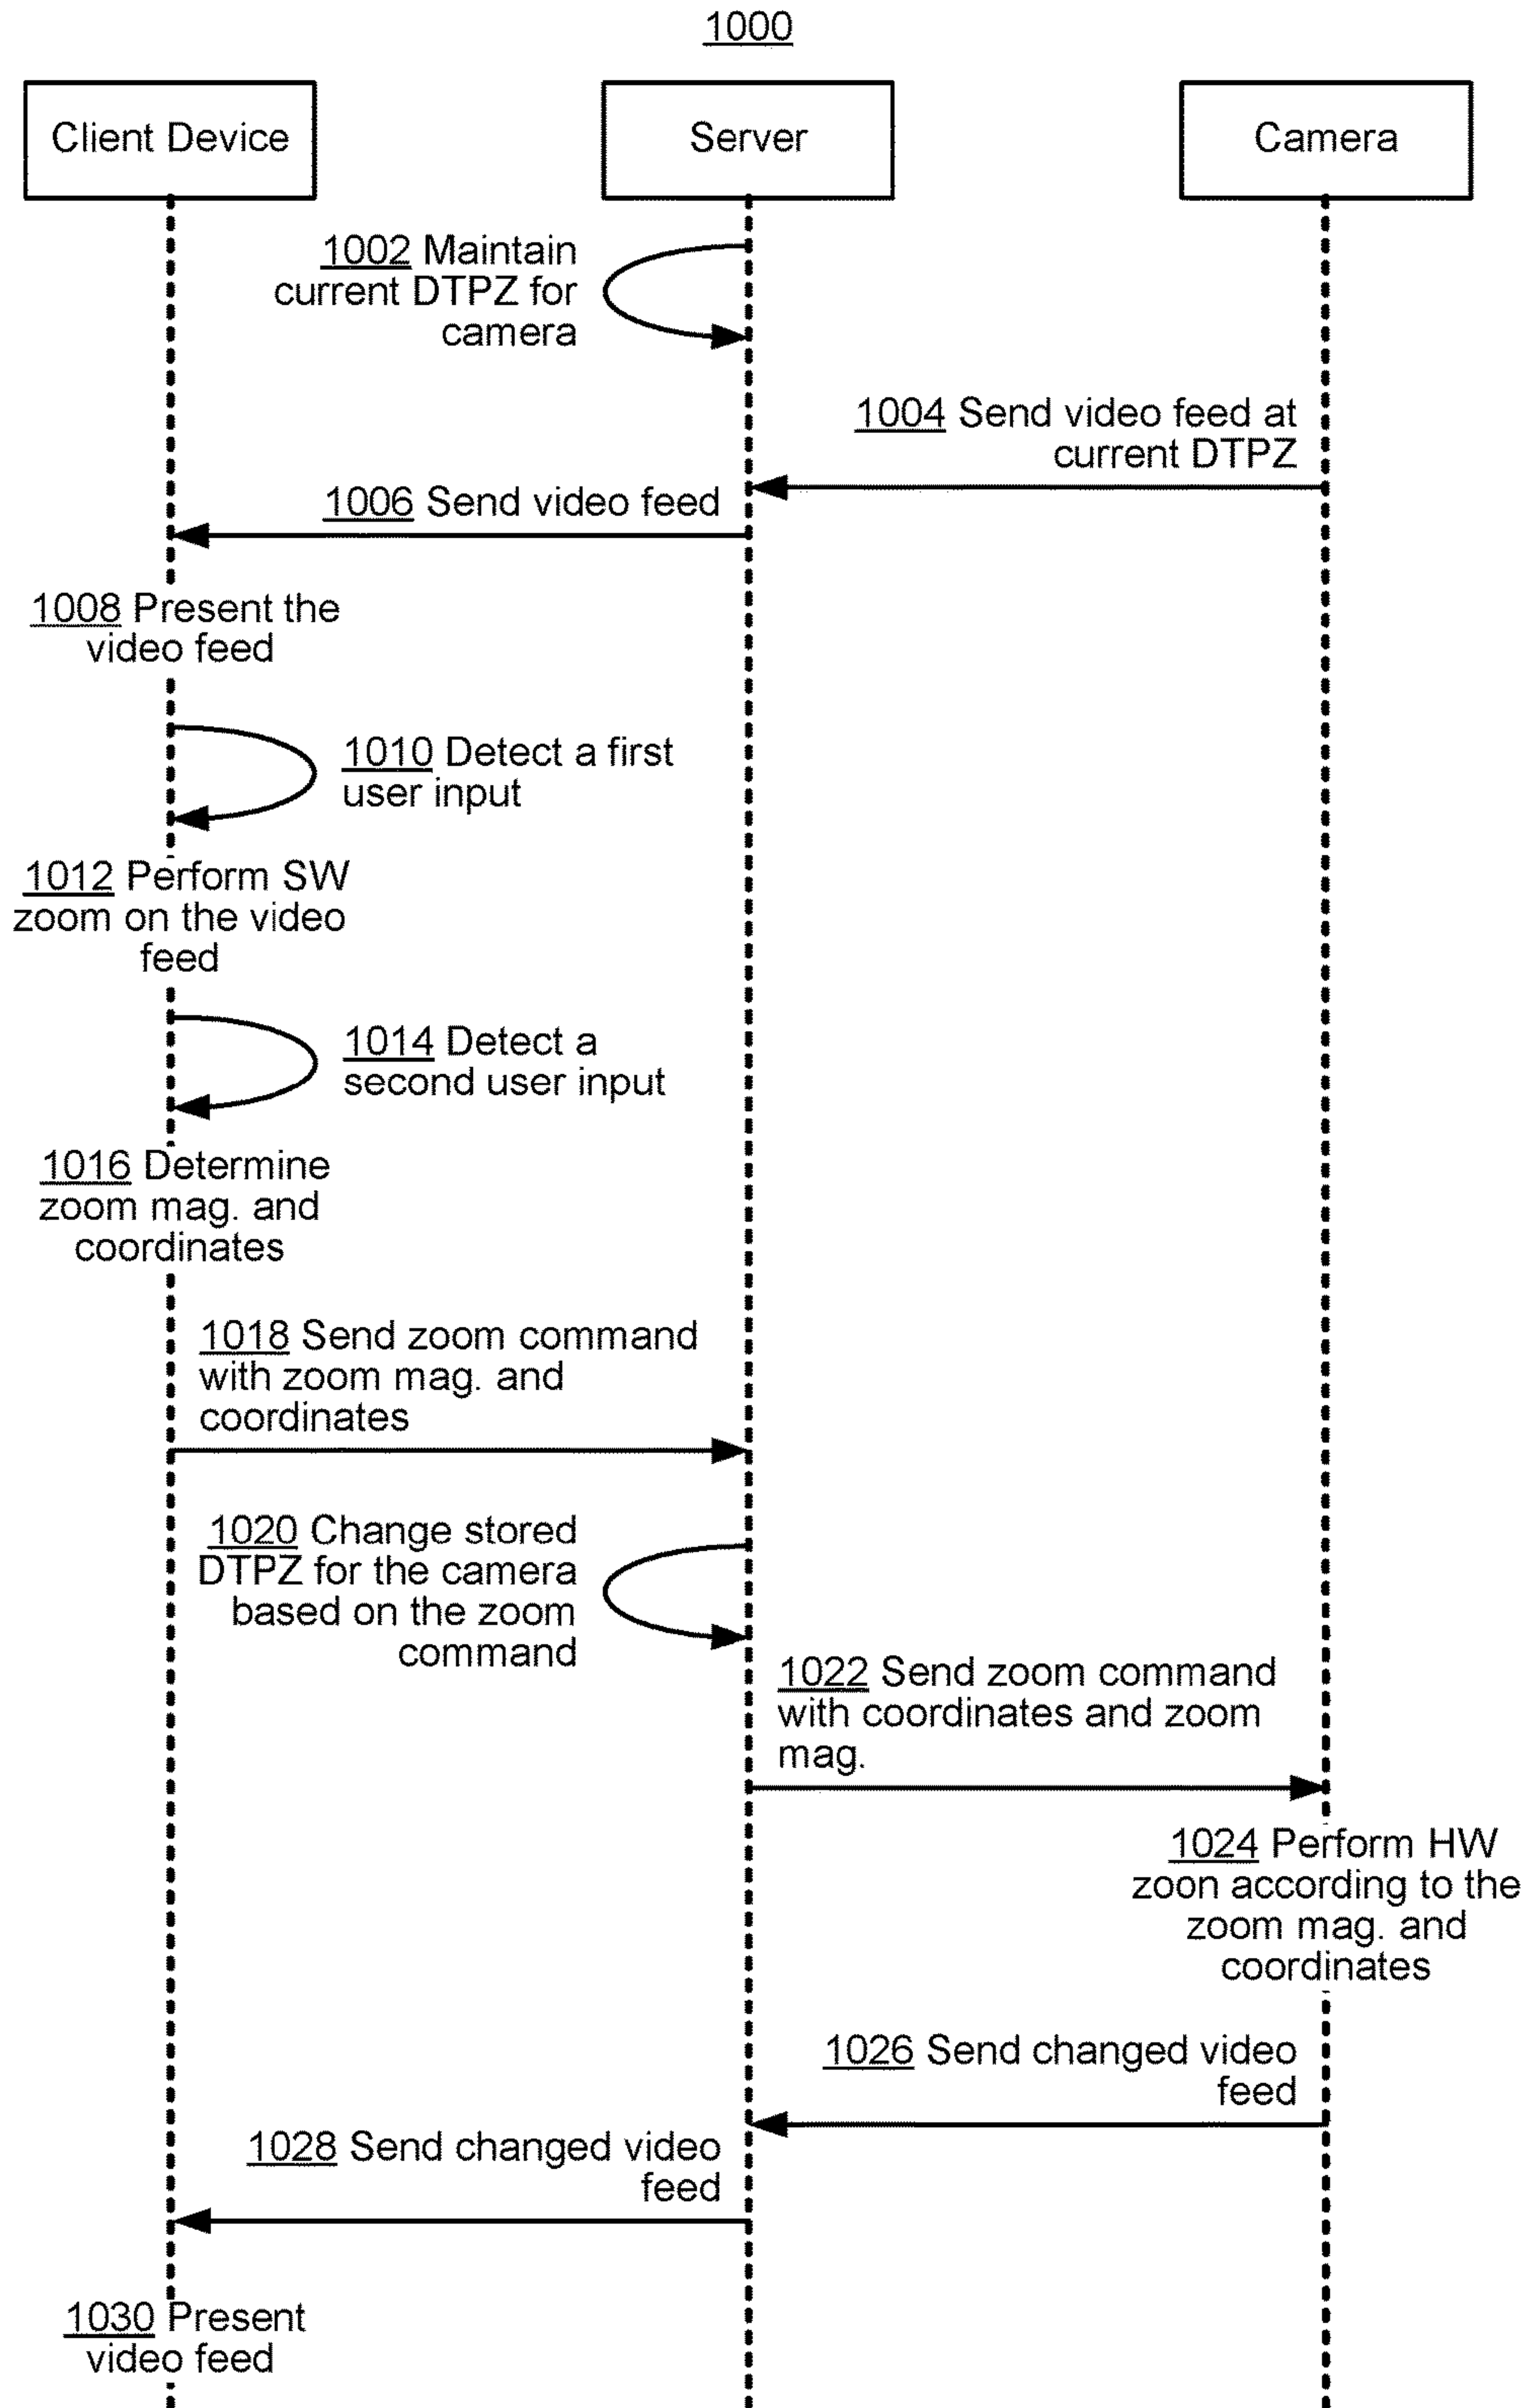 1000
Client Device
Server
Camera
1002 Maintain
current DTPZ for
camera
1004 Send video feed at
current DTPZ
1006 Send video feed
1008 Present the
video feed
1010 Detect a first
user input
1012 Perform SW
zoom on the video
feed
1014 Detect a
second user input
1016 Determine
zoom mag. and
coordinates
1018 Send zoom command
with zoom mag. and
coordinates
1020 Change stored
DTPZ for the camera
based on the zoom
command
1022 Send zoom command
with coordinates and zoom
mag.
1024 Perform HW
zoon according to the
zoom mag. and
coordinates
1026 Send changed video
feed
1028 Send changed video
feed
1030 Present
video feed